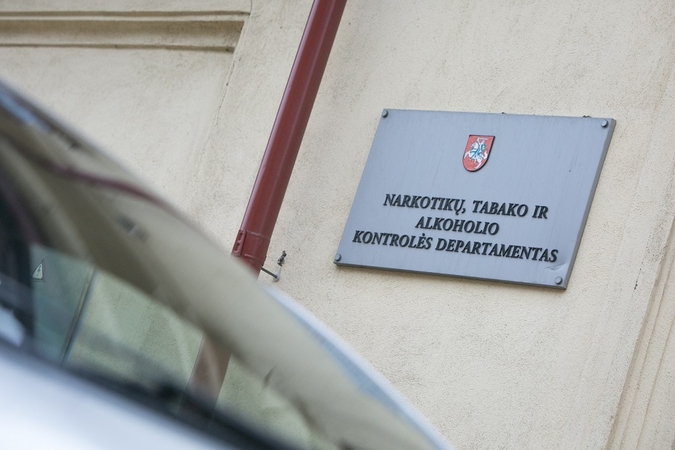 NARKOTIKŲ, TABAKO IR
ALKOHOLIO
KONTROLĖS DEPARTAMENTAS